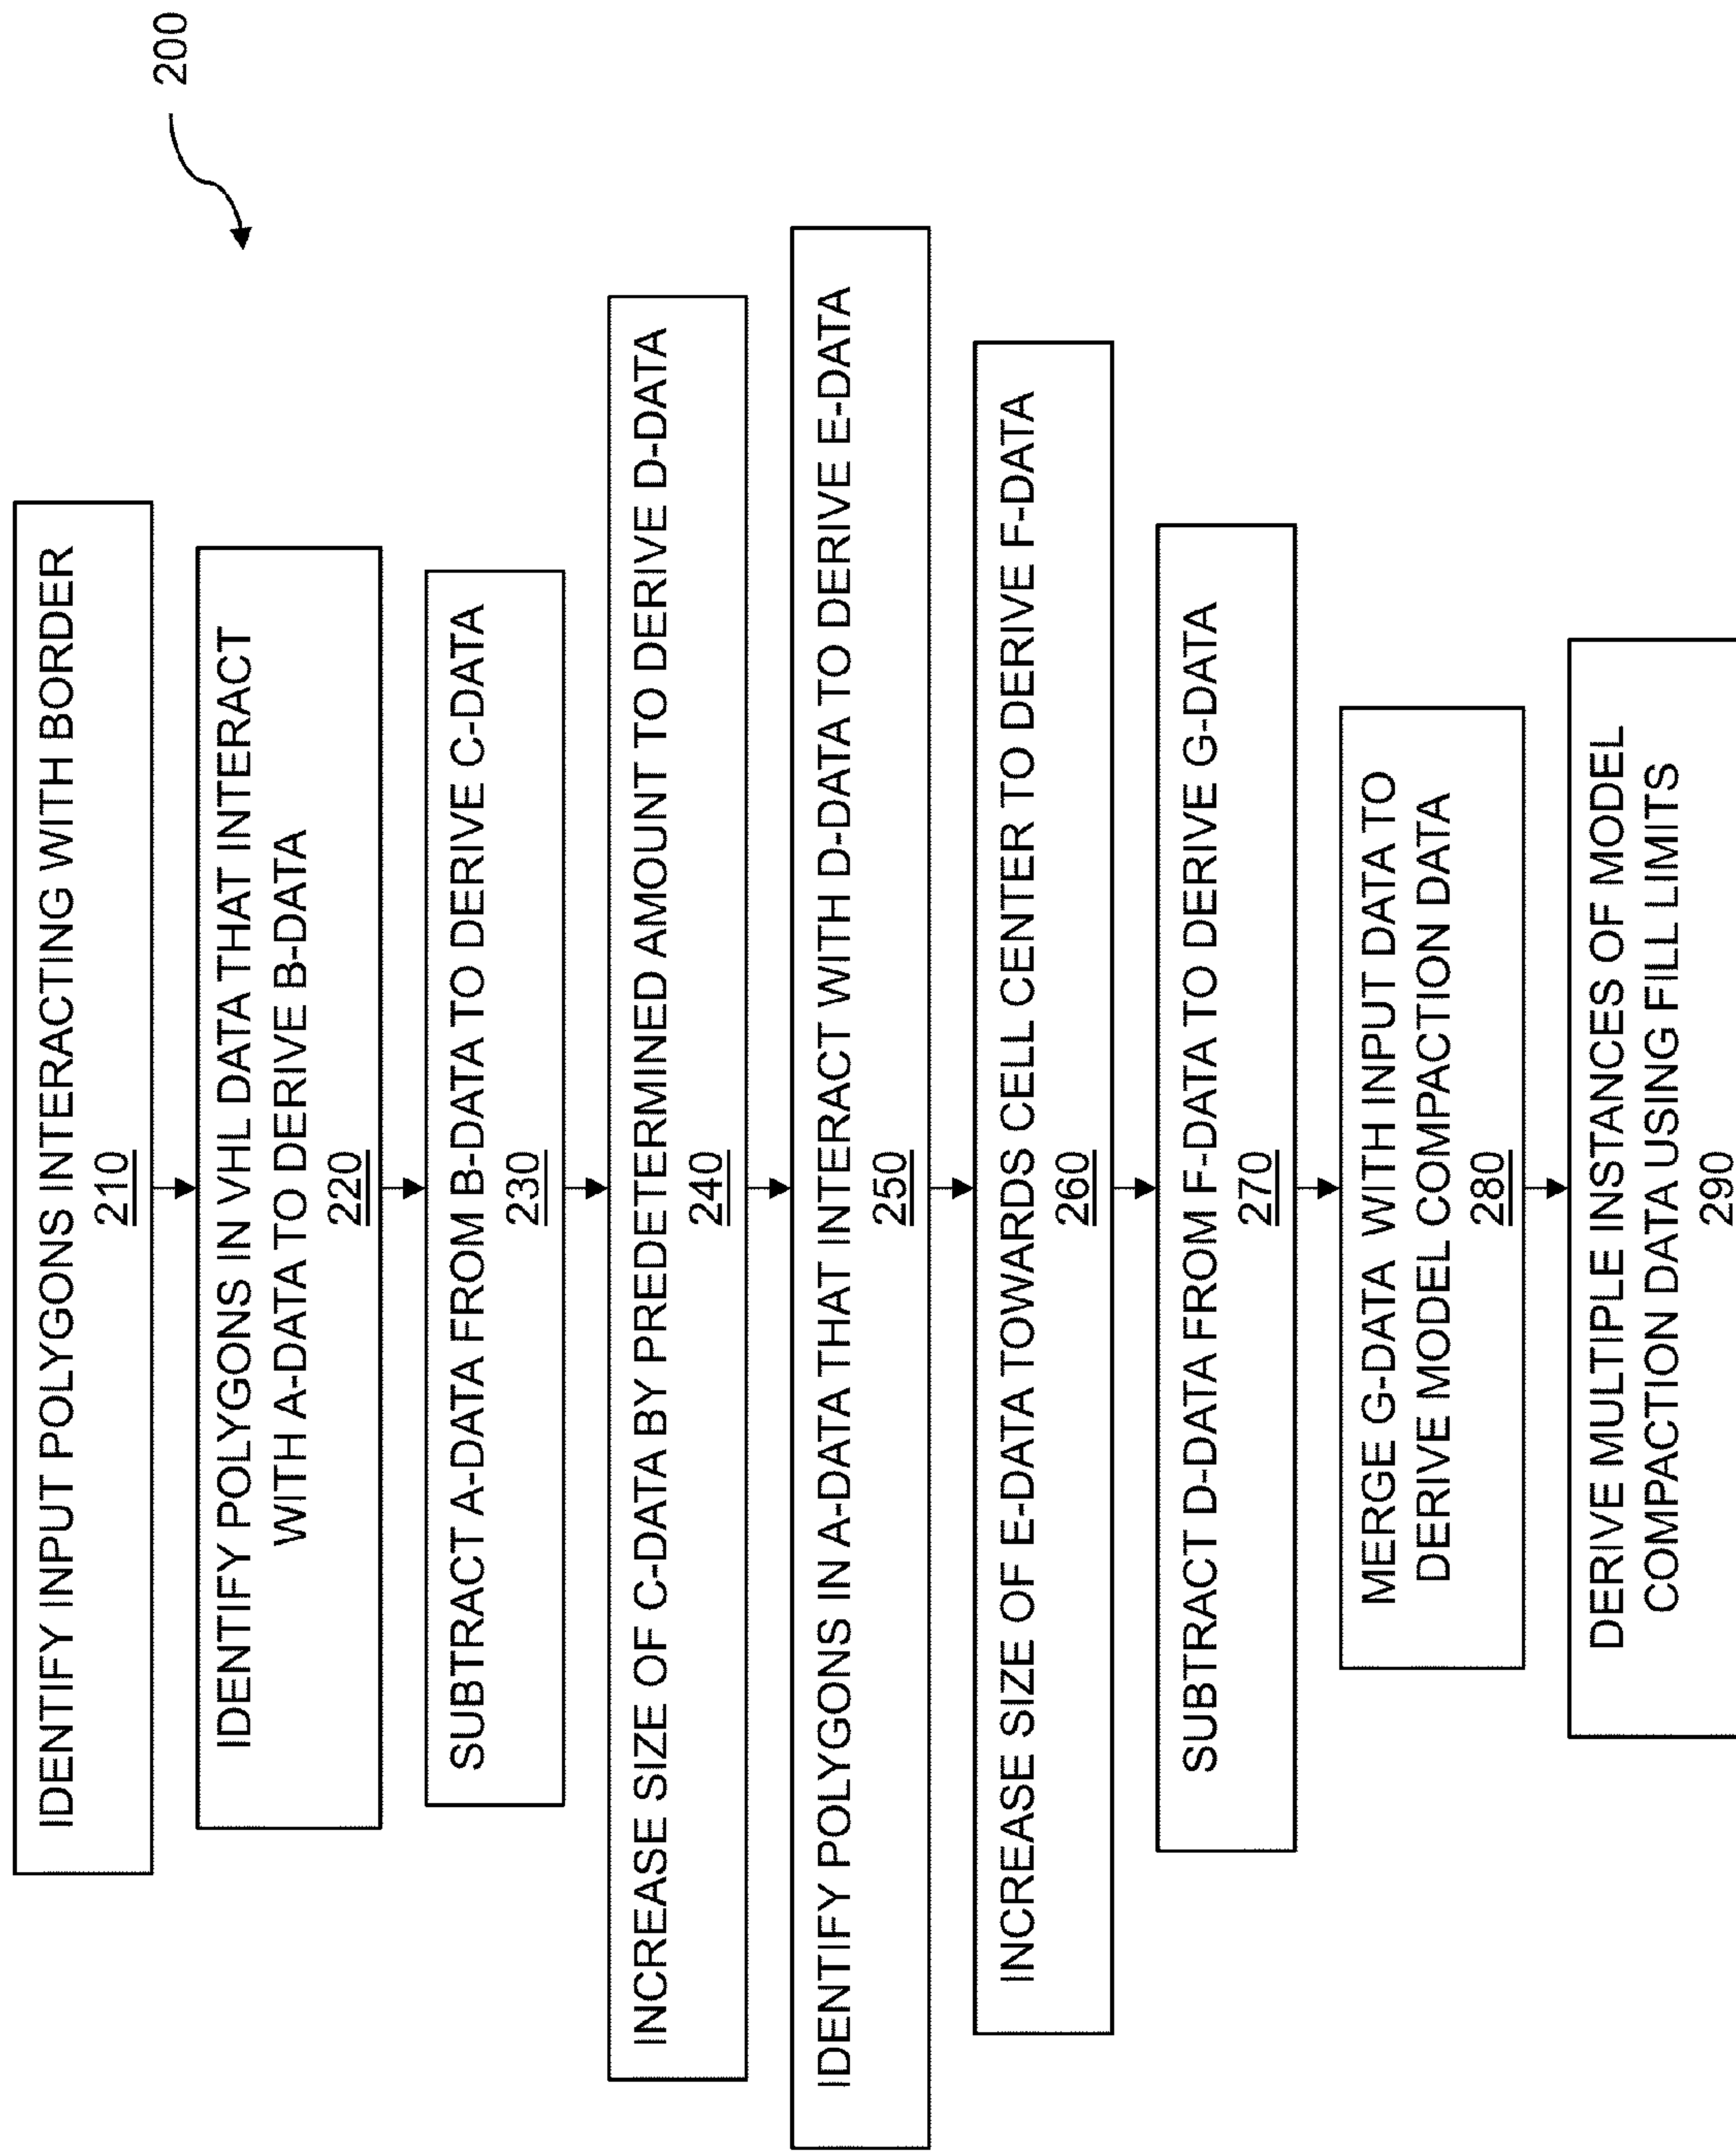 200
IDENTIFY INPUT POLYGONS INTERACTING WITH BORDER
210
IDENTIFY POLYGONS IN VHL DATA THAT INTERACT
WITH A-DATA TO DERIVE B-DATA
220
SUBTRACT A-DATA FROM B-DATA TO DERIVE C-DATA
230
INCREASE SIZE OF C-DATA BY PREDETERMINED AMOUNT TO DERIVE D-DATA
240
IDENTIFY POLYGONS IN A-DATA THAT INTERACT WITH D-DATA TO DERIVE E-DATA
250
INCREASE SIZE OF E-DATA TOWARDS CELL CENTER TO DERIVE F-DATA
260
SUBTRACT D-DATA FROM F-DATA TO DERIVE G-DATA
270
MERGE G-DATA WITH INPUT DATA TO
DERIVE MODEL COMPACTION DATA
280
DERIVE MULTIPLE INSTANCES OF MODEL
COMPACTION DATA USING FILL LIMITS
290